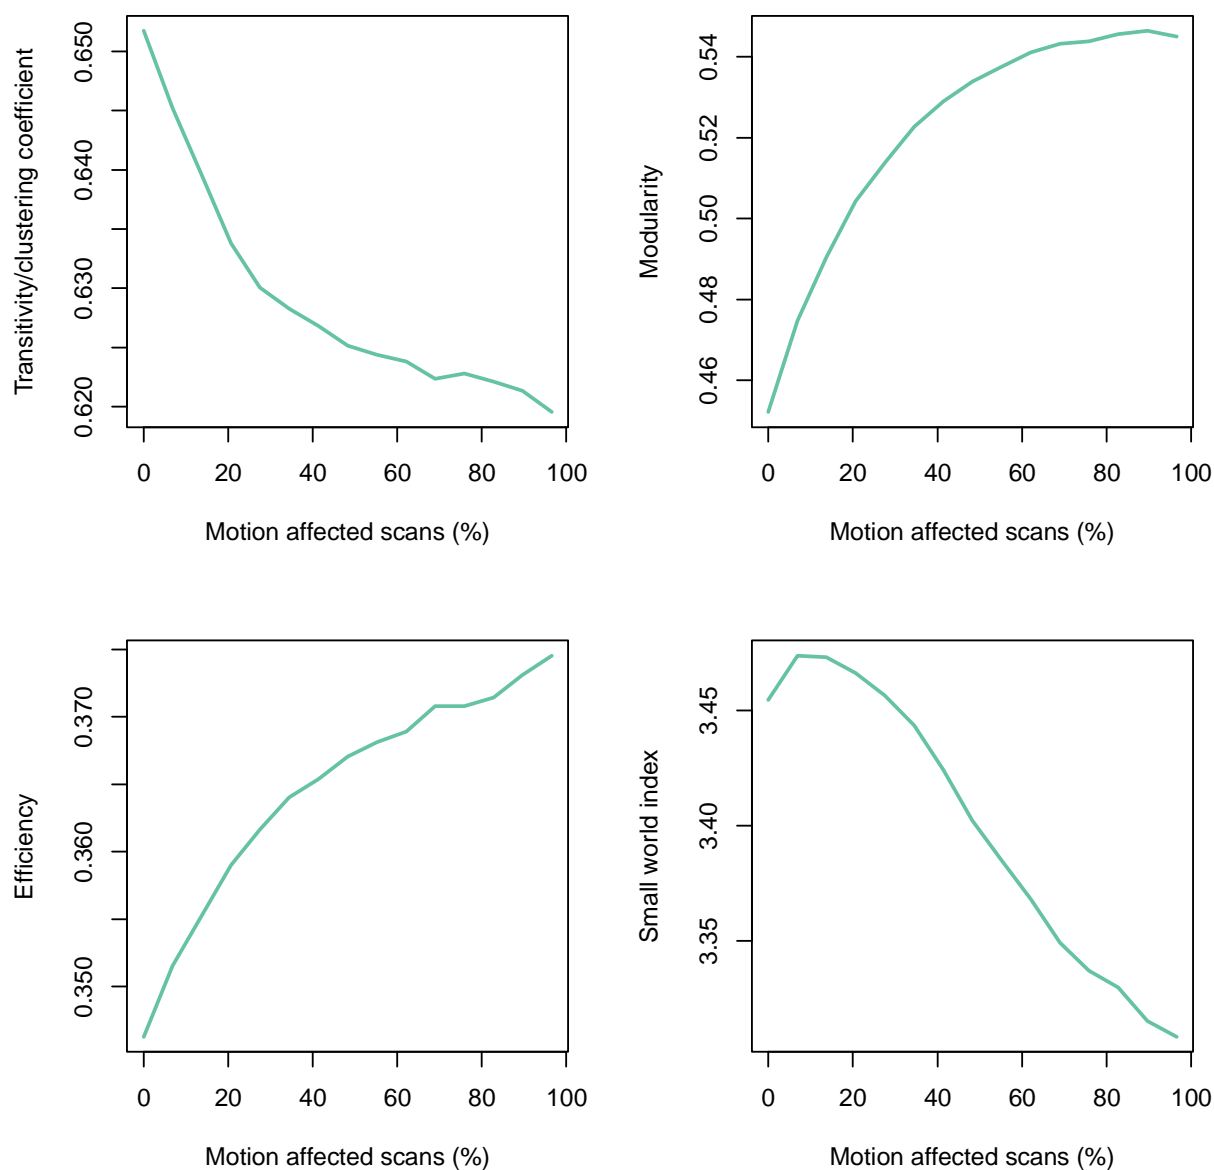 Transitivity/clustering coefficient
0.620 0.630 0.640 0.650
0 20 40 60 80 100
Motion affected scans (%)
Modularity
0.46 0.48 0.50 0.52 0.54
0 20 40 60 80 100
Motion affected scans (%)
Efficiency
0.350 0.360 0.370
0 20 40 60 80 100
Motion affected scans (%)
Small world index
3.35 3.40 3.45
0 20 40 60 80 100
Motion affected scans (%)